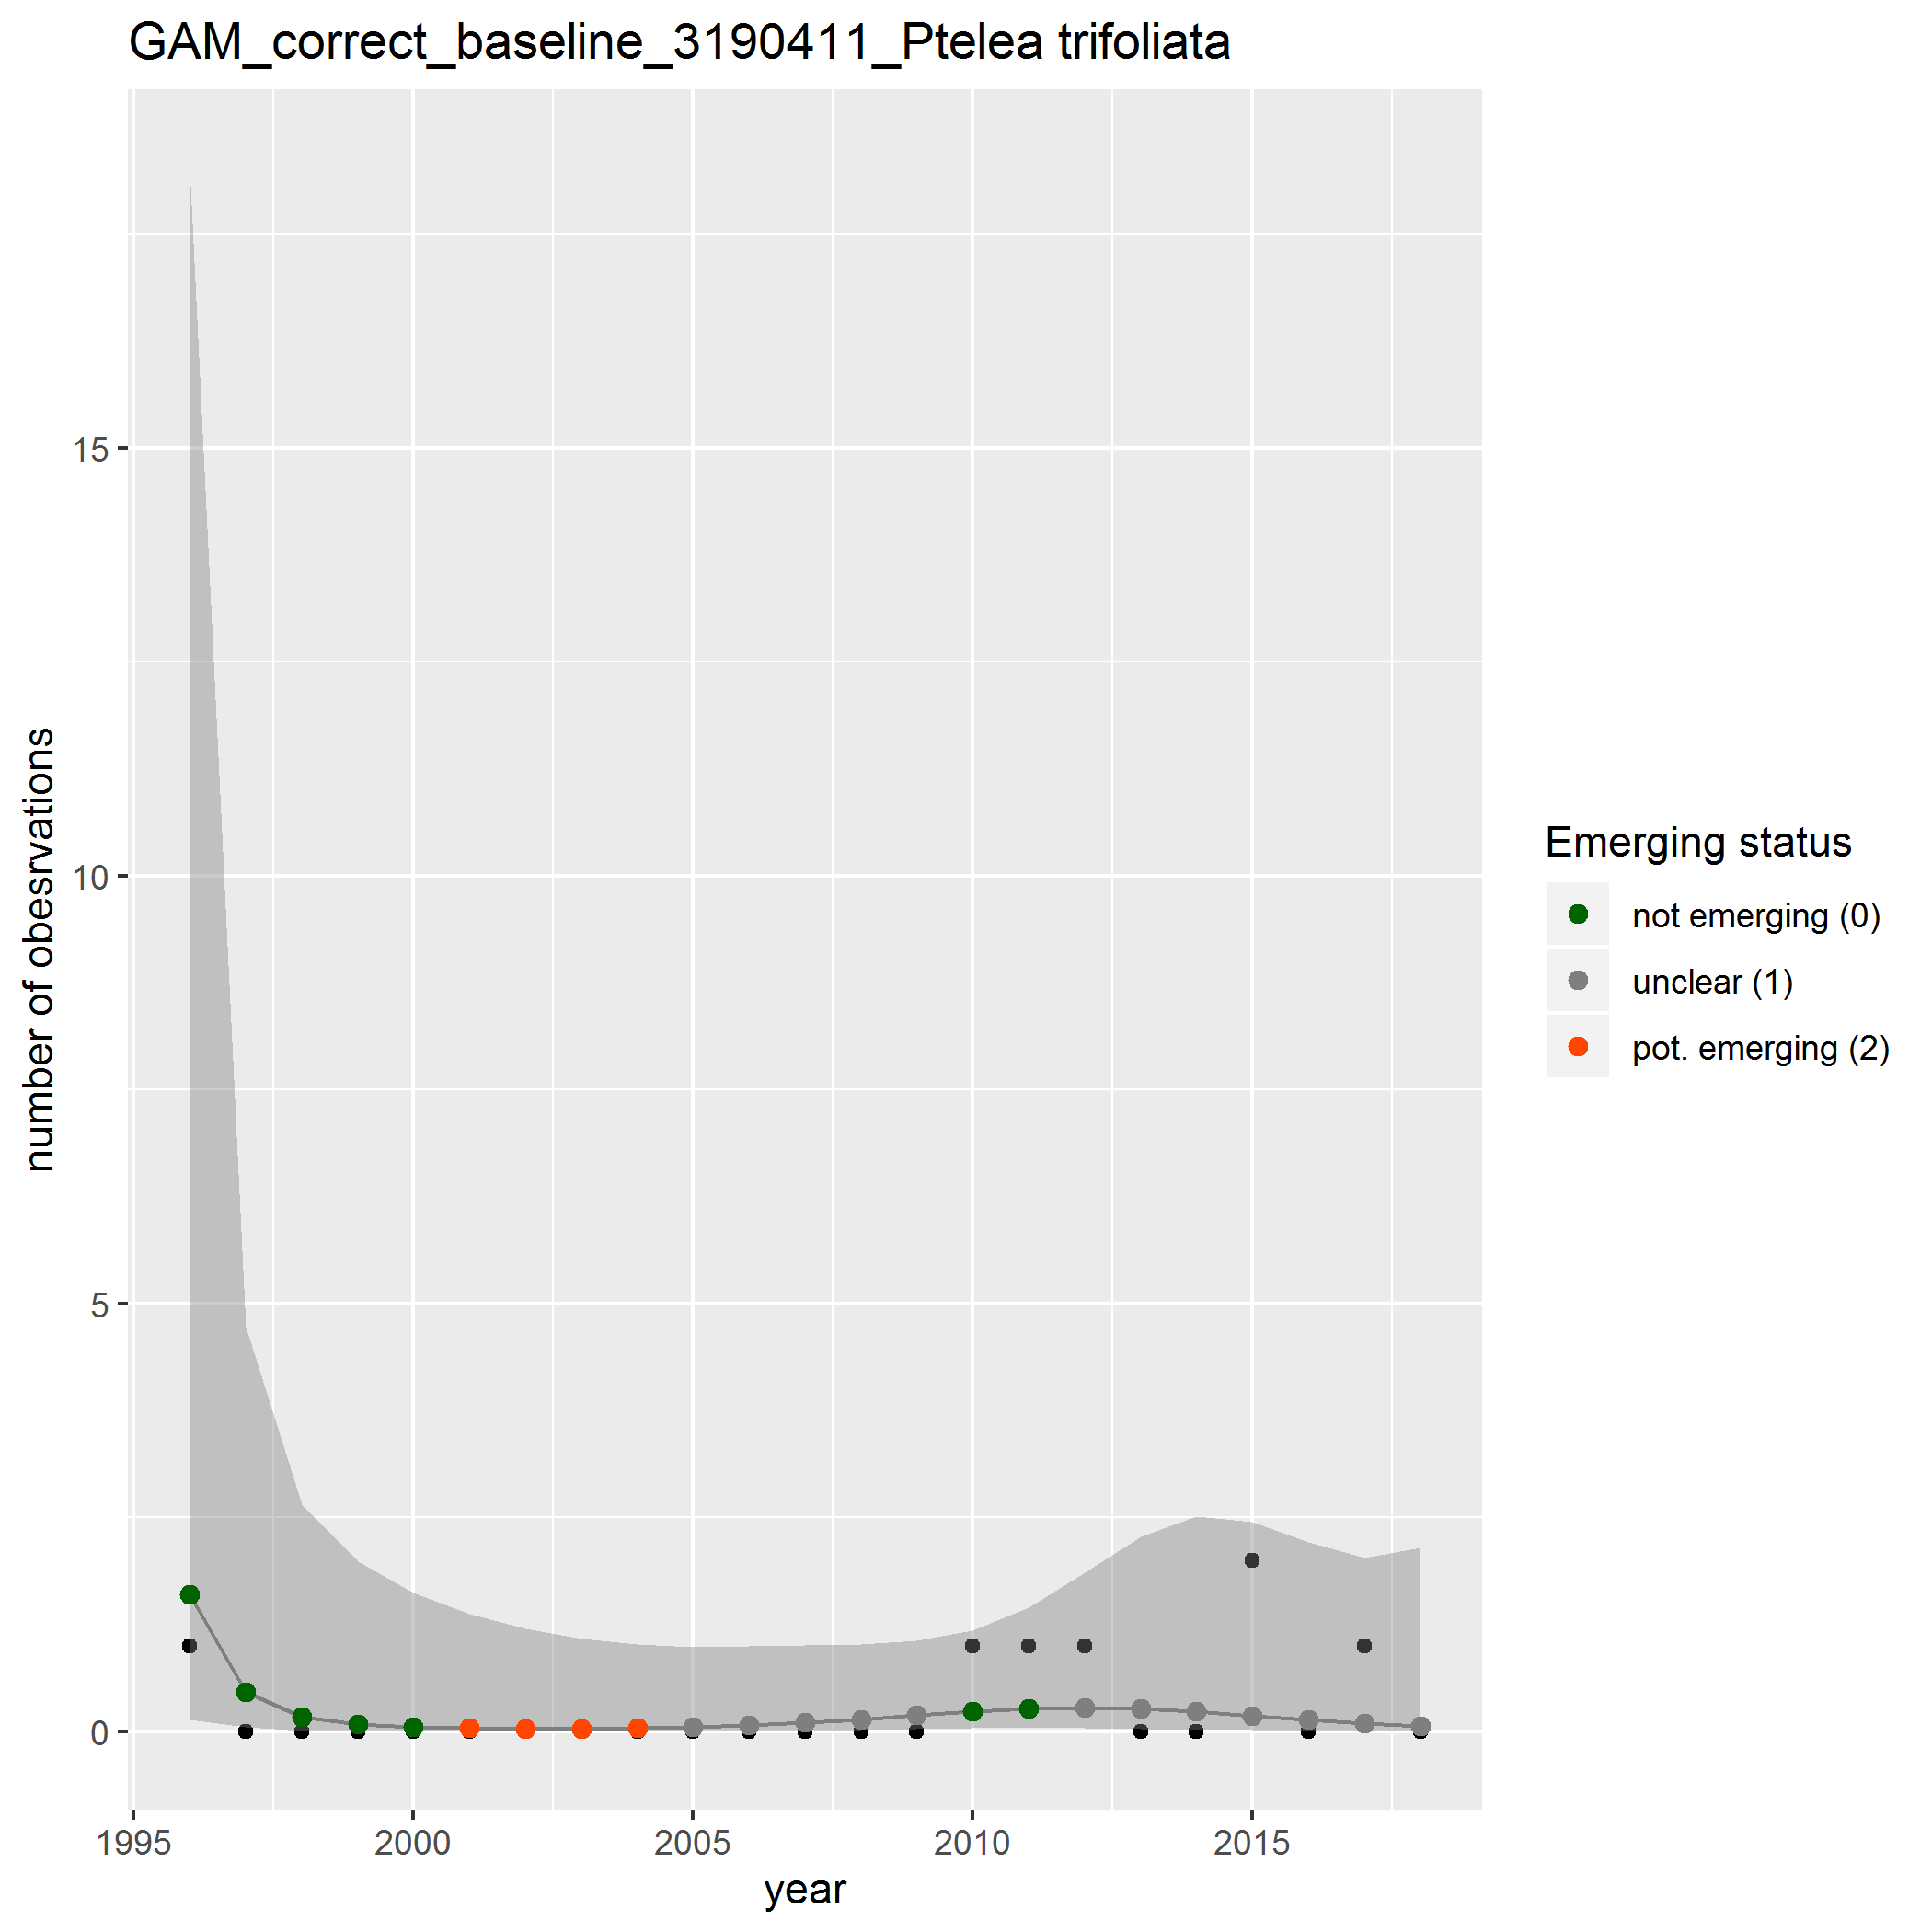 GAM_correct_baseline_3190411_Ptelea trifoliata
number of obesrvations
15
10
5
0
1995
2000
2005
2010
2015
year
Emerging status
not emerging (0)
unclear (1)
pot. emerging (2)